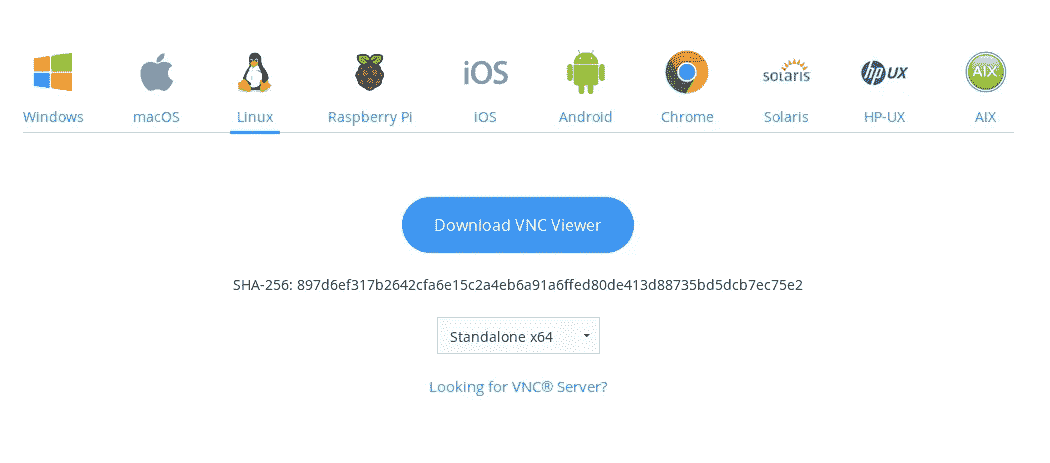 iOS
solaris
hp UX
AIX
Windows
macOS
Linux
Raspberry Pi
iOS
Android
Chrome
Solaris
HP-UX
AIX
Download VNC Viewer
SHA-256: 897d6ef317b2642cfa6e15c2a4eb6a91a6ffed80de413d88735bd5dcb7ec75e2
Standalone x64
Looking for VNC® Server?